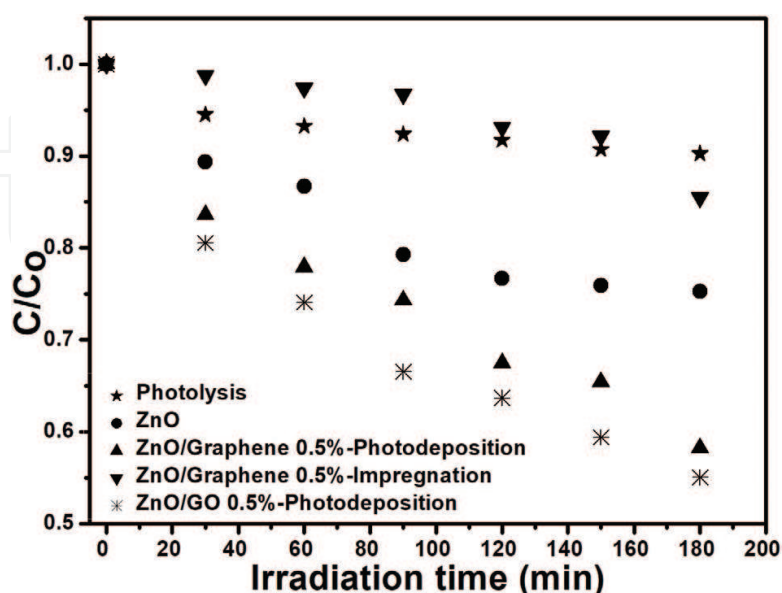 1.0
0.9
0.8
0.7
0.6
0.5
C/Co
★ Photolysis
● ZnO
▲ ZnO/Graphene 0.5%-Photodeposition
▼ ZnO/Graphene 0.5%-Impregnation
✳ ZnO/GO 0.5%-Photodeposition
0 20 40 60 80 100 120 140 160 180 200
Irradiation time (min)